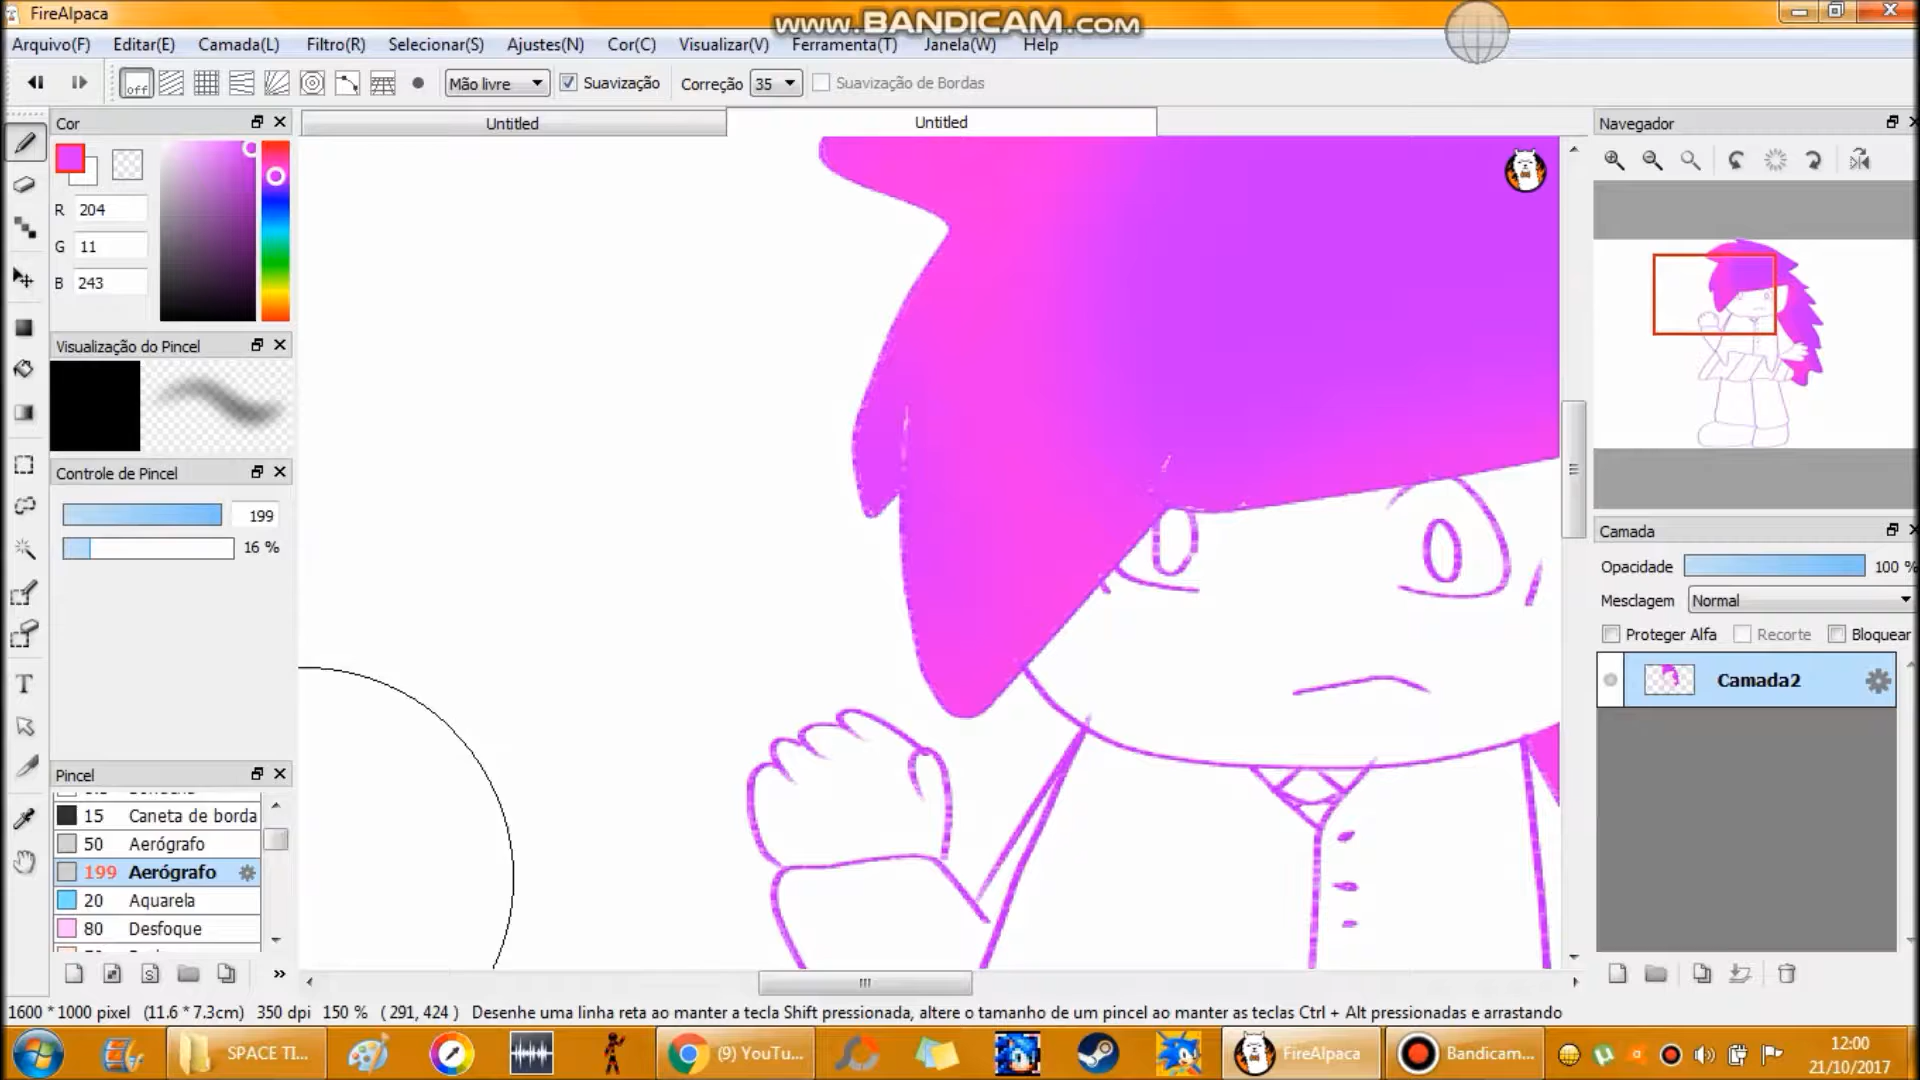 FireAlpaca
www.BANDICAM.com
Arquivo(F) Editar(E) Camada(L) Filtro(R) Selecionar(S) Ajustes(N) Cor(C) Visualizar(V) Ferramenta(T) Janela(W) Help
off Mão livre Suavização Correção 35 Suavização de Bordas
Cor
Untitled
Untitled
Navegador
R 204
G 11
B 243
Visualização do Pincel
Controle de Pincel
199
16 %
Camada
Opacidade 100 %
Mesclagem Normal
Proteger Alfa Recorte Bloquear
Camada2
Pincel
15 Caneta de borda
50 Aerógrafo
199 Aerógrafo
20 Aquarela
80 Desfoque
S
T
1600 * 1000 pixel (11.6 * 7.3cm) 350 dpi 150 % ( 291, 424 ) Desenhe uma linha reta ao manter a tecla Shift pressionada, altere o tamanho de um pincel ao manter as teclas Ctrl + Alt pressionadas e arrastando
SPACE TI... (9) YouTu... FireAlpaca Bandicam...
12:00
21/10/2017